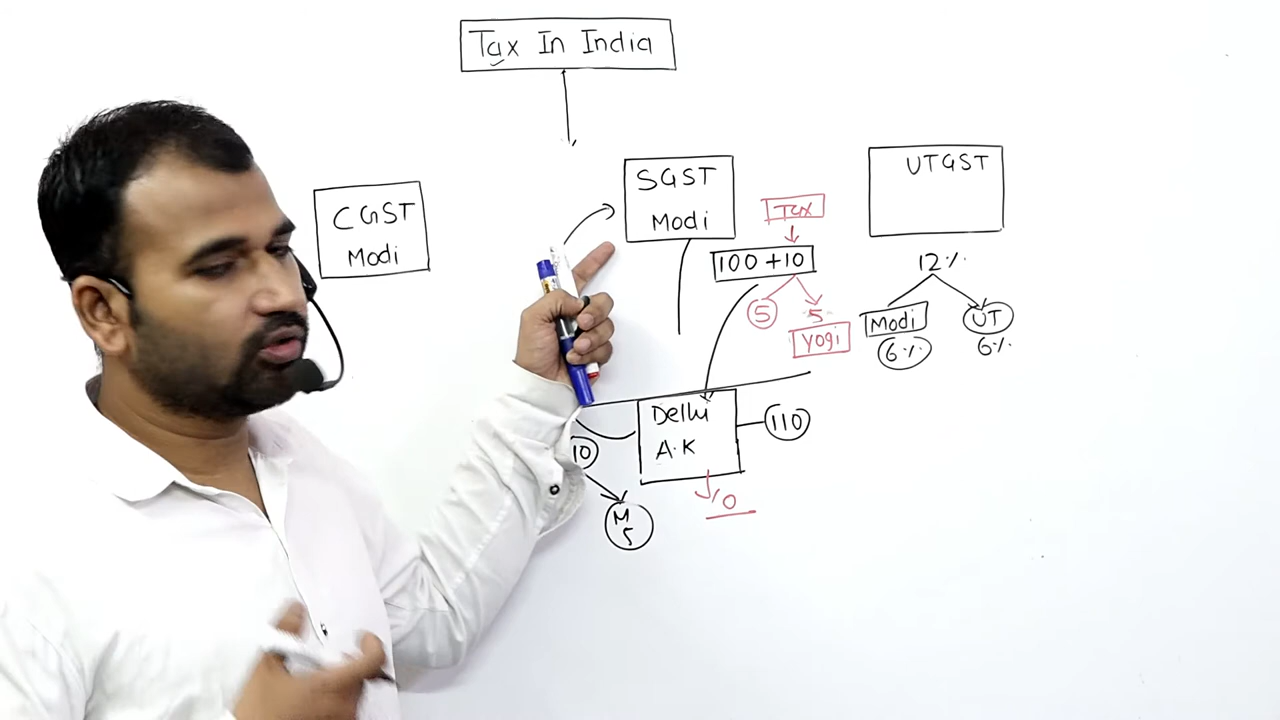 Tax In India
CGST
Modi
SGST
Modi
Tax
100 + 10
5
5
Yogi
UTGST
12%
Modi
UT
6%
6%
Delhi
A.K
110
10
M
5
0